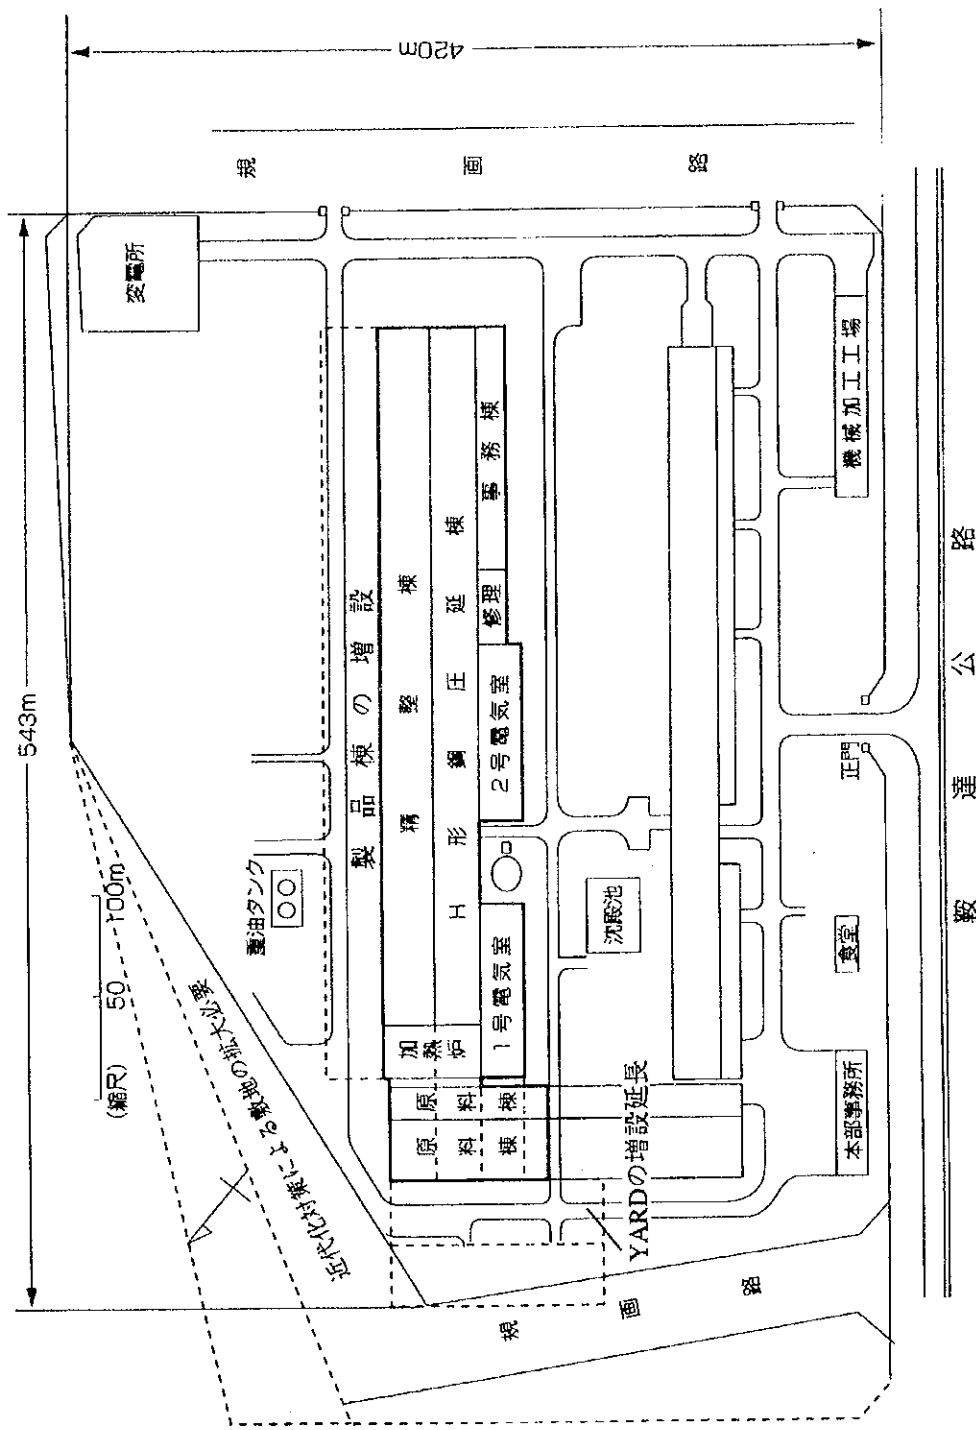 543m
420m
(縮尺) 50 100m
近代化対策による敷地の拡大必要
重油タンク
変電所
規画路
製品棟の増設
精整棟
H形鋼圧延棟
加熱炉
原料棟
原料棟
1号電気室
2号電気室
修理
事務棟
沈殿池
YARDの増設延長
規画路
本部事務所
食堂
正門
機械加工工場
鞍達公路